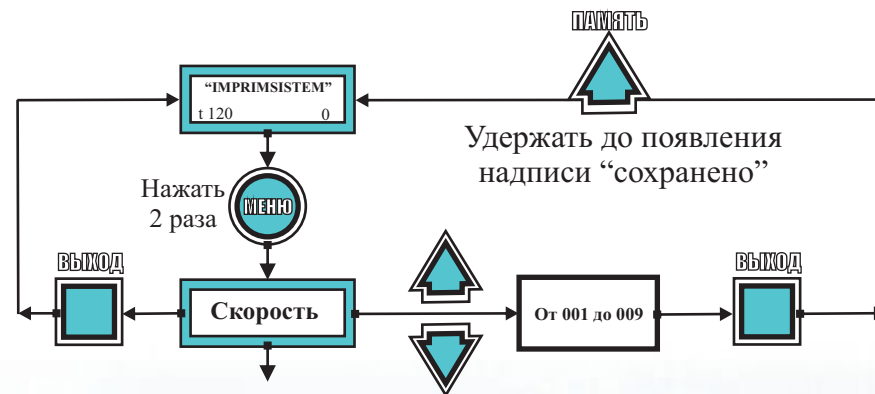 ПАМЯТЬ
“IMPRIMSISTEM”
t 120 0
Удержать до появления
надписи “сохранено”
Нажать
2 раза
МЕНЮ
ВЫХОД
Скорость
От 001 до 009
ВЫХОД